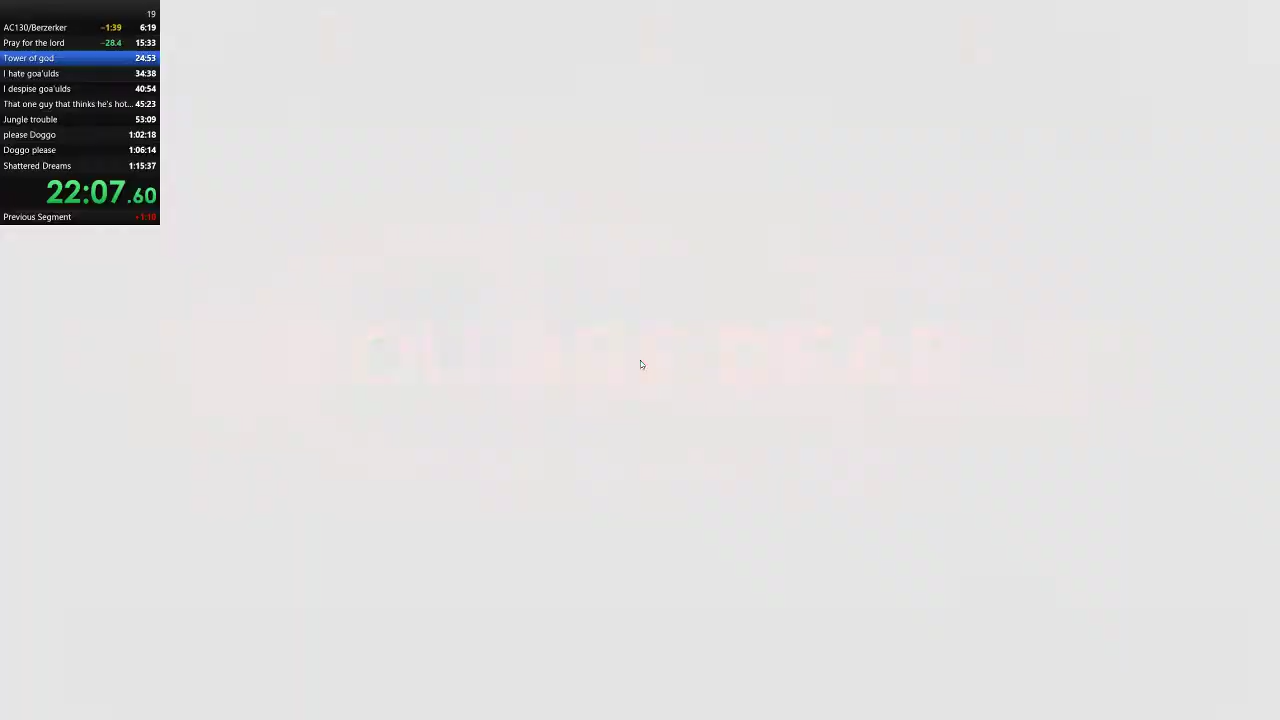 19
AC130/Berzerker −1:39 6:19
Pray for the lord −28.4 15:33
Tower of god 24:53
I hate goa'ulds 34:38
I despise goa'ulds 40:54
That one guy that thinks he's hot... 45:23
Jungle trouble 53:09
please Doggo 1:02:18
Doggo please 1:06:14
Shattered Dreams 1:15:37
22:07.60
Previous Segment +1:10